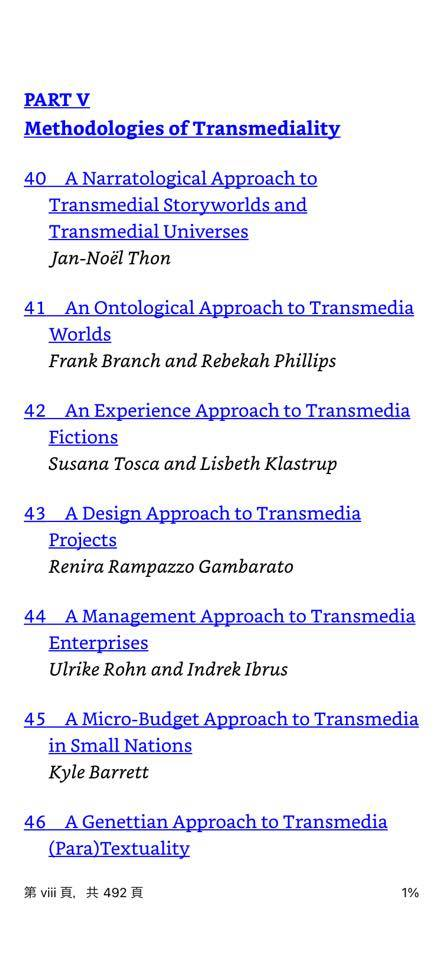 PART V
Methodologies of Transmediality
40 A Narratological Approach to
Transmedial Storyworlds and
Transmedial Universes
Jan-Noël Thon
41 An Ontological Approach to Transmedia
Worlds
Frank Branch and Rebekah Phillips
42 An Experience Approach to Transmedia
Fictions
Susana Tosca and Lisbeth Klastrup
43 A Design Approach to Transmedia
Projects
Renira Rampazzo Gambarato
44 A Management Approach to Transmedia
Enterprises
Ulrike Rohn and Indrek Ibrus
45 A Micro-Budget Approach to Transmedia
in Small Nations
Kyle Barrett
46 A Genettian Approach to Transmedia
(Para)Textuality
第 viii 頁，共 492 頁 1%